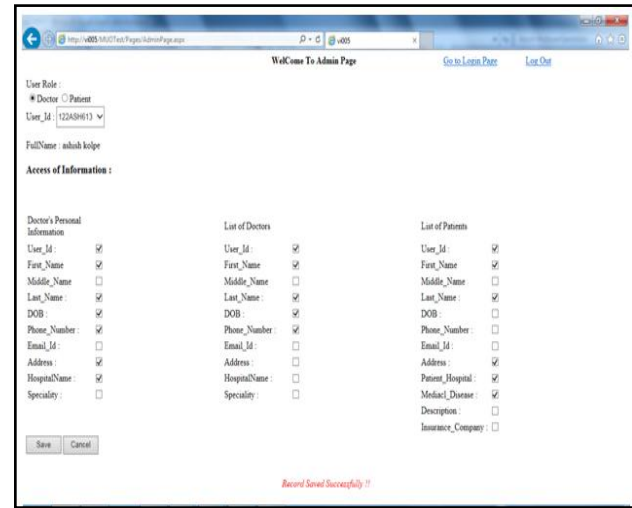 http://vi005/MUOTest/Pages/AdminPage.aspx
vi005
WelCome To Admin Page Go to Login Page Log Out
User Role :
Doctor Patient
User_Id : 122ASH613
FullName : ashish kolpe
Access of Information :
Doctor's Personal Information
User_Id :
First_Name
Middle_Name
Last_Name :
DOB :
Phone_Number :
Email_Id :
Address :
HospitalName :
Speciality :
List of Doctors
User_Id :
First_Name
Middle_Name
Last_Name :
DOB :
Phone_Number :
Email_Id :
Address :
HospitalName :
Speciality :
List of Patients
User_Id :
First_Name
Middle_Name
Last_Name :
DOB :
Phone_Number :
Email_Id :
Address :
Patient_Hospital :
Mediacl_Disease :
Description :
Insurance_Company :
Save Cancel
Record Saved Successfully !!